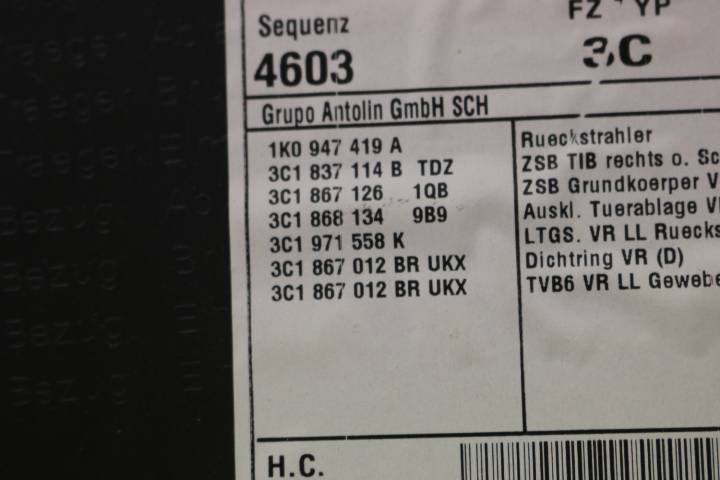 Sequenz
4603
FZ TYP
3C
Grupo Antolin GmbH SCH
1K0 947 419 A
3C1 837 114 B TDZ
3C1 867 126 1QB
3C1 868 134 9B9
3C1 971 558 K
3C1 867 012 BR UKX
3C1 867 012 BR UKX
Rueckstrahler
ZSB TIB rechts o. Sc
ZSB Grundkoerper V
Auskl. Tuerablage V
LTGS. VR LL Ruecks
Dichtring VR (D)
TVB6 VR LL Gewebe
H.C.